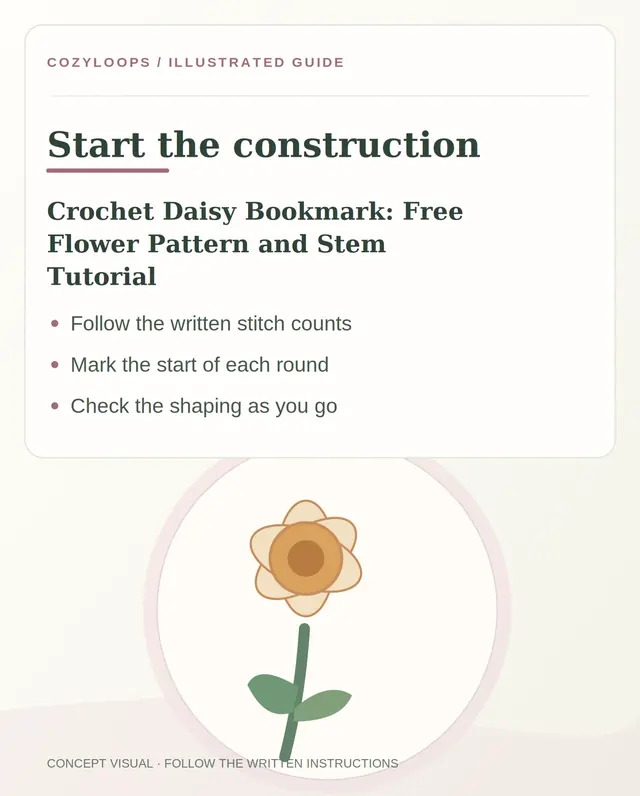 COZYLOOPS / ILLUSTRATED GUIDE
Start the construction
Crochet Daisy Bookmark: Free
Flower Pattern and Stem
Tutorial
• Follow the written stitch counts
• Mark the start of each round
• Check the shaping as you go
CONCEPT VISUAL · FOLLOW THE WRITTEN INSTRUCTIONS